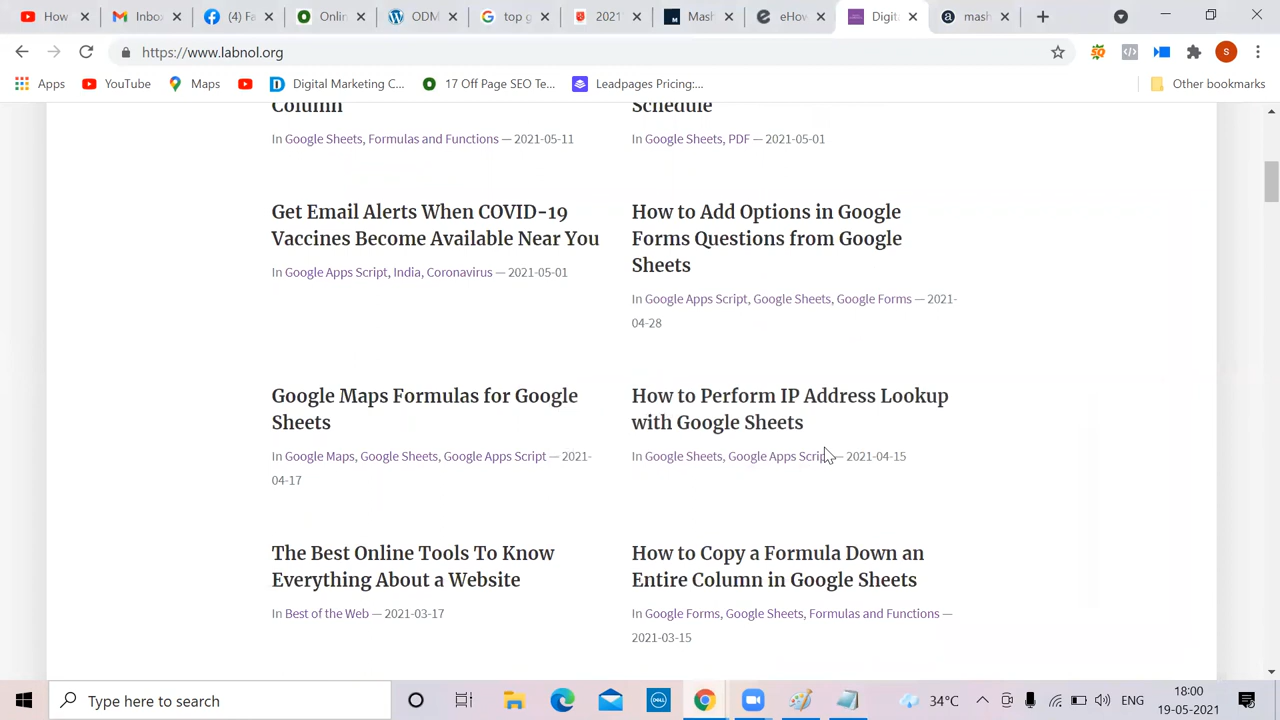 How
(4) Fa
Onlin
ODM
top g
2021
Mash
eHow
Digit
mash
https://www.labnol.org
S
Apps
YouTube
Maps
Digital Marketing C...
17 Off Page SEO Te...
Leadpages Pricing:...
Other bookmarks
Column
In Google Sheets, Formulas and Functions — 2021-05-11
Schedule
In Google Sheets, PDF — 2021-05-01
Get Email Alerts When COVID-19
Vaccines Become Available Near You
In Google Apps Script, India, Coronavirus — 2021-05-01
How to Add Options in Google
Forms Questions from Google
Sheets
In Google Apps Script, Google Sheets, Google Forms — 2021-
04-28
Google Maps Formulas for Google
Sheets
In Google Maps, Google Sheets, Google Apps Script — 2021-
04-17
How to Perform IP Address Lookup
with Google Sheets
In Google Sheets, Google Apps Script — 2021-04-15
The Best Online Tools To Know
Everything About a Website
In Best of the Web — 2021-03-17
How to Copy a Formula Down an
Entire Column in Google Sheets
In Google Forms, Google Sheets, Formulas and Functions —
2021-03-15
Type here to search
DELL
34°C
ENG
18:00
19-05-2021